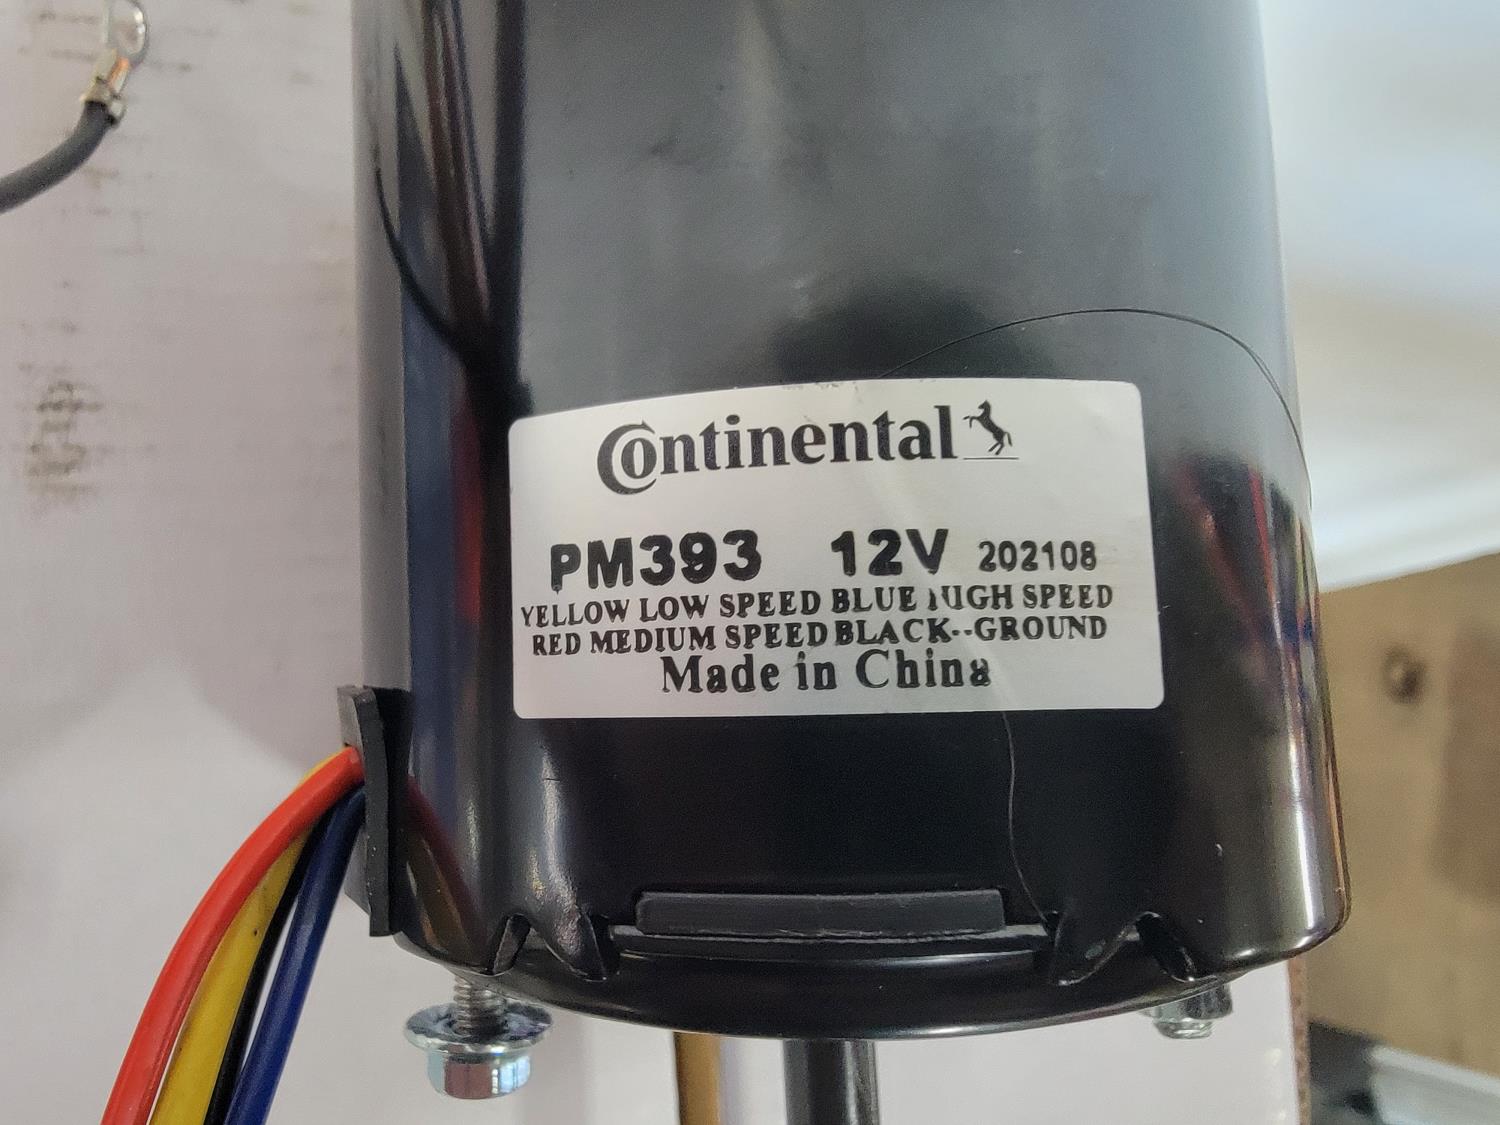 Continental
PM393 12V 202108
YELLOW LOW SPEED BLUE HIGH SPEED
RED MEDIUM SPEED BLACK--GROUND
Made in China